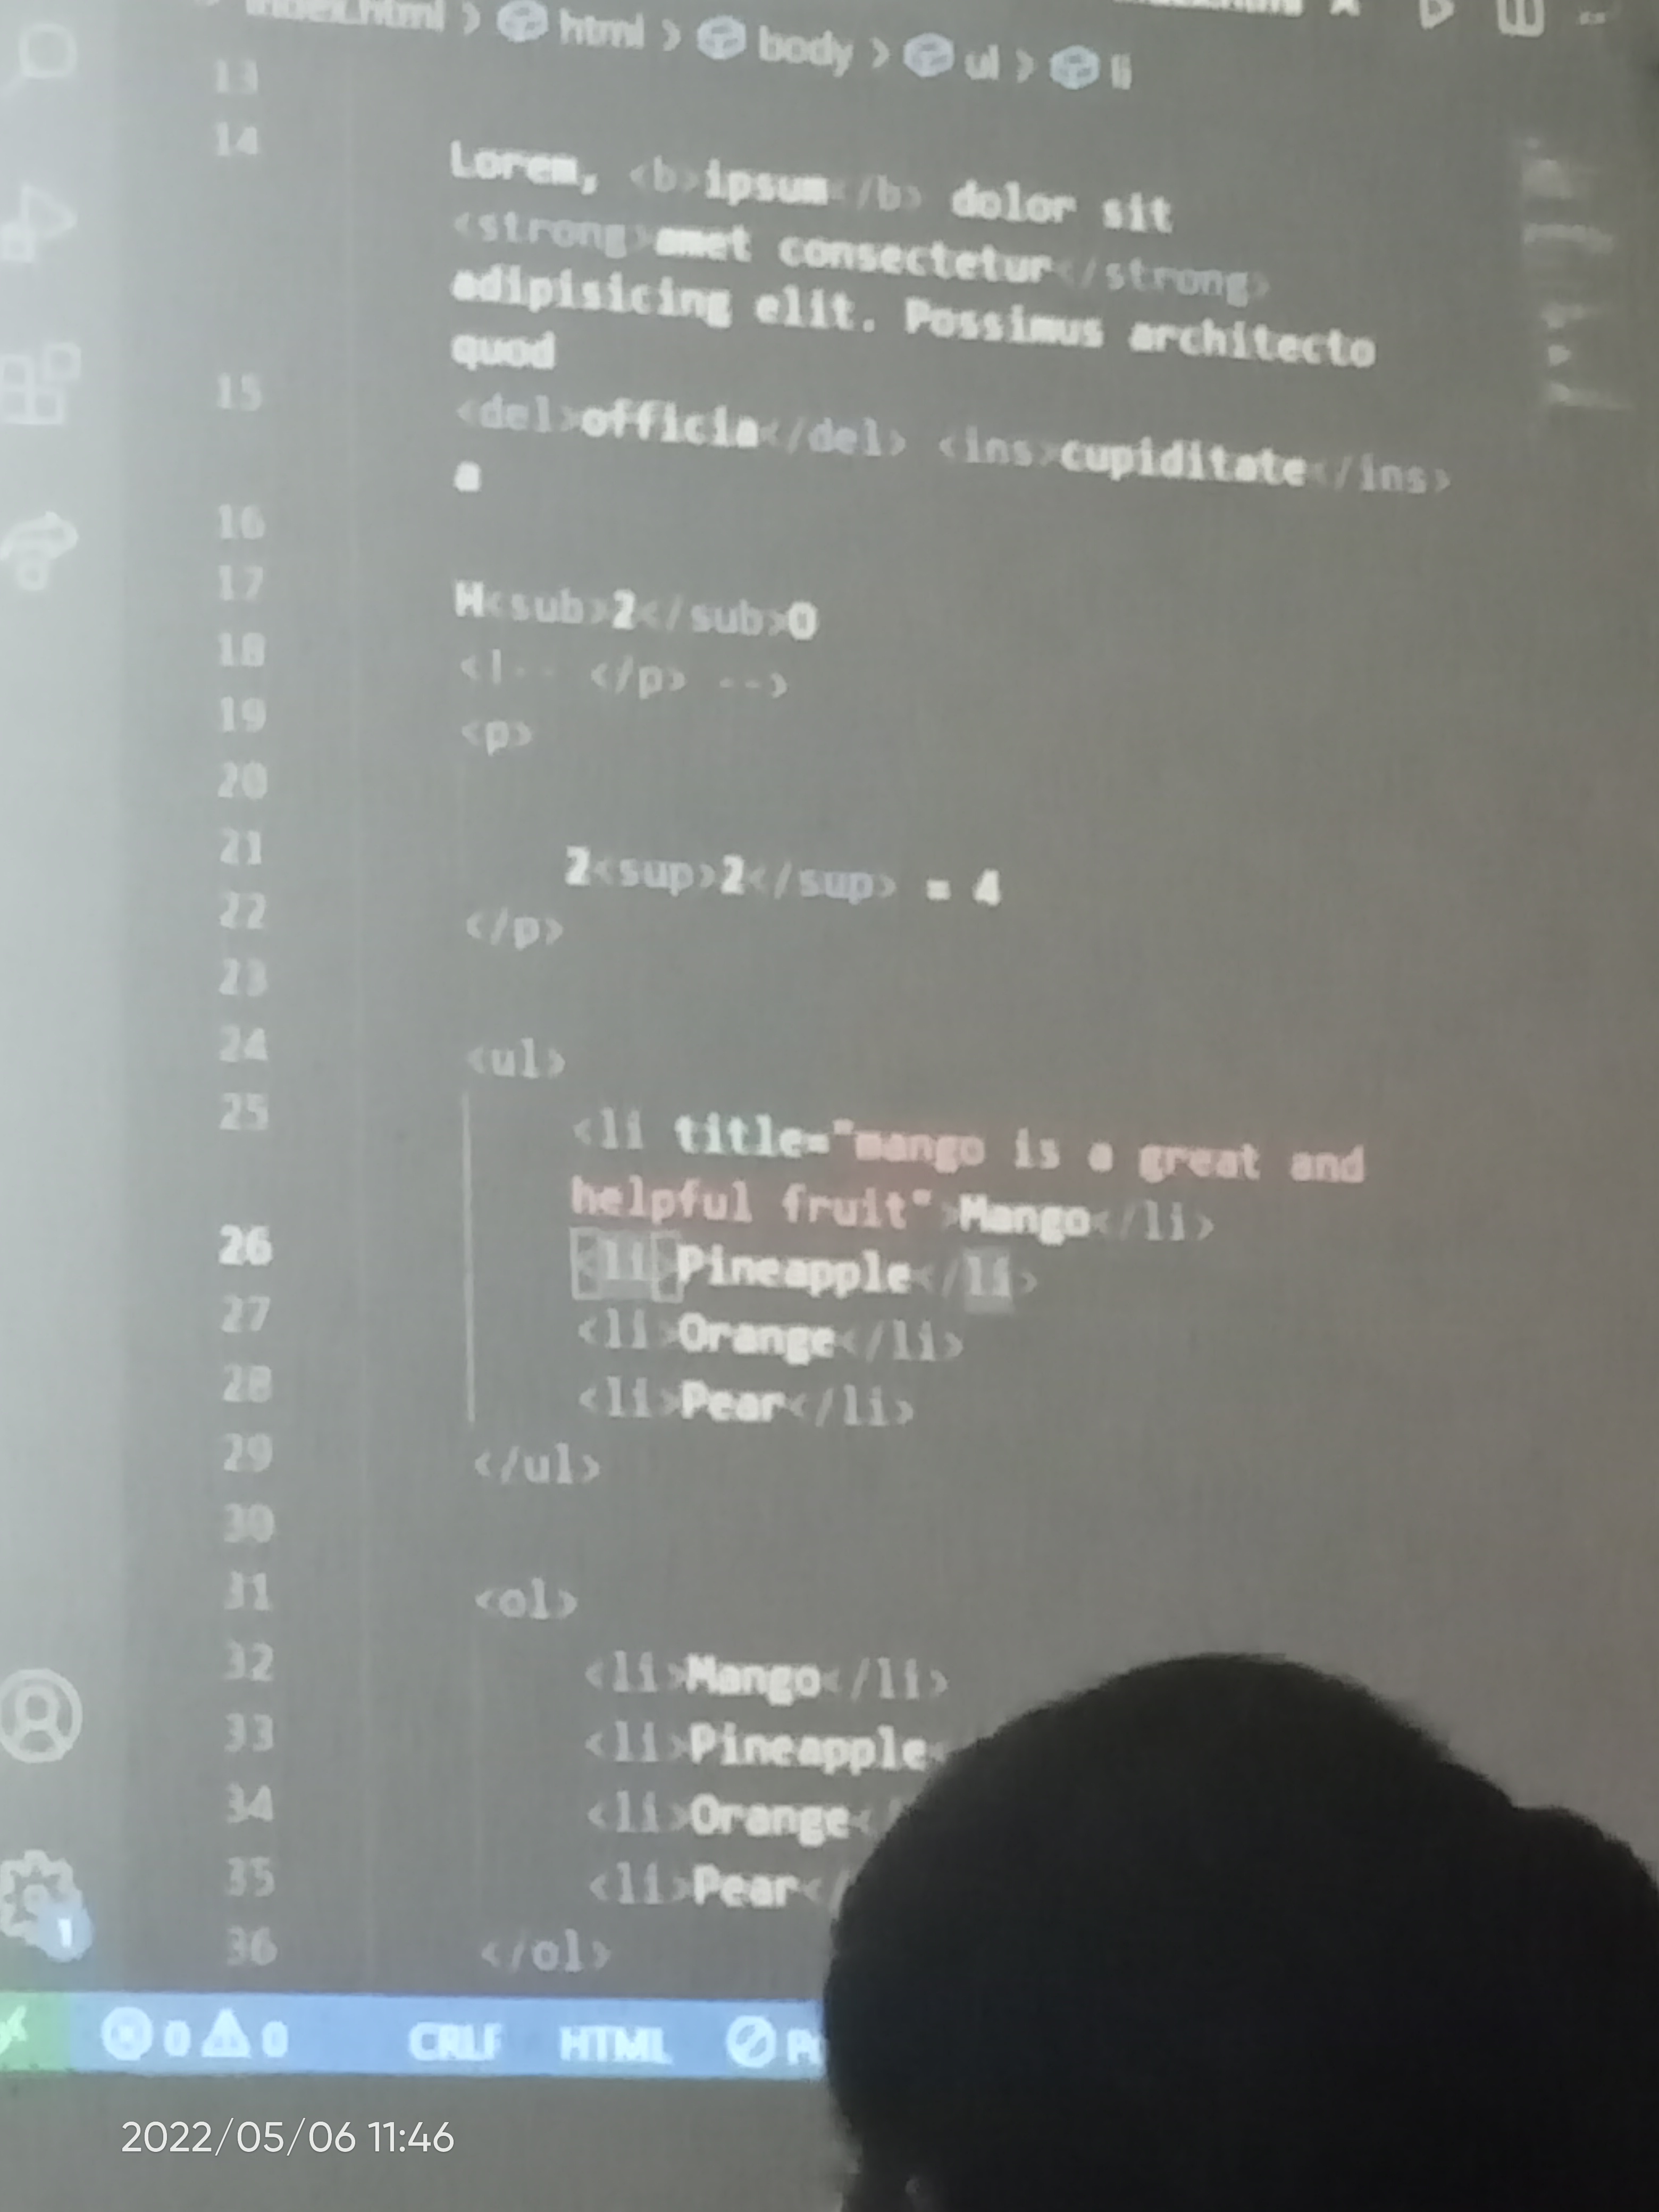 index.html > html > body > ul > li
13
14 Lorem, <b>ipsum</b> dolor sit
<strong>amet consectetur</strong>
adipisicing elit. Possimus architecto
quod
15 <del>officia</del> <ins>cupiditate</ins>
a
16
17 H<sub>2</sub>O
18 <!-- </p> -->
19 <p>
20
21 2<sup>2</sup> = 4
22 </p>
23
24 <ul>
25 <li title="mango is a great and
helpful fruit">Mango</li>
26 <li>Pineapple</li>
27 <li>Orange</li>
28 <li>Pear</li>
29 </ul>
30
31 <ol>
32 <li>Mango</li>
33 <li>Pineapple<
34 <li>Orange</
35 <li>Pear</
36 </ol>
1
0 0 CRLF HTML
2022/05/06 11:46